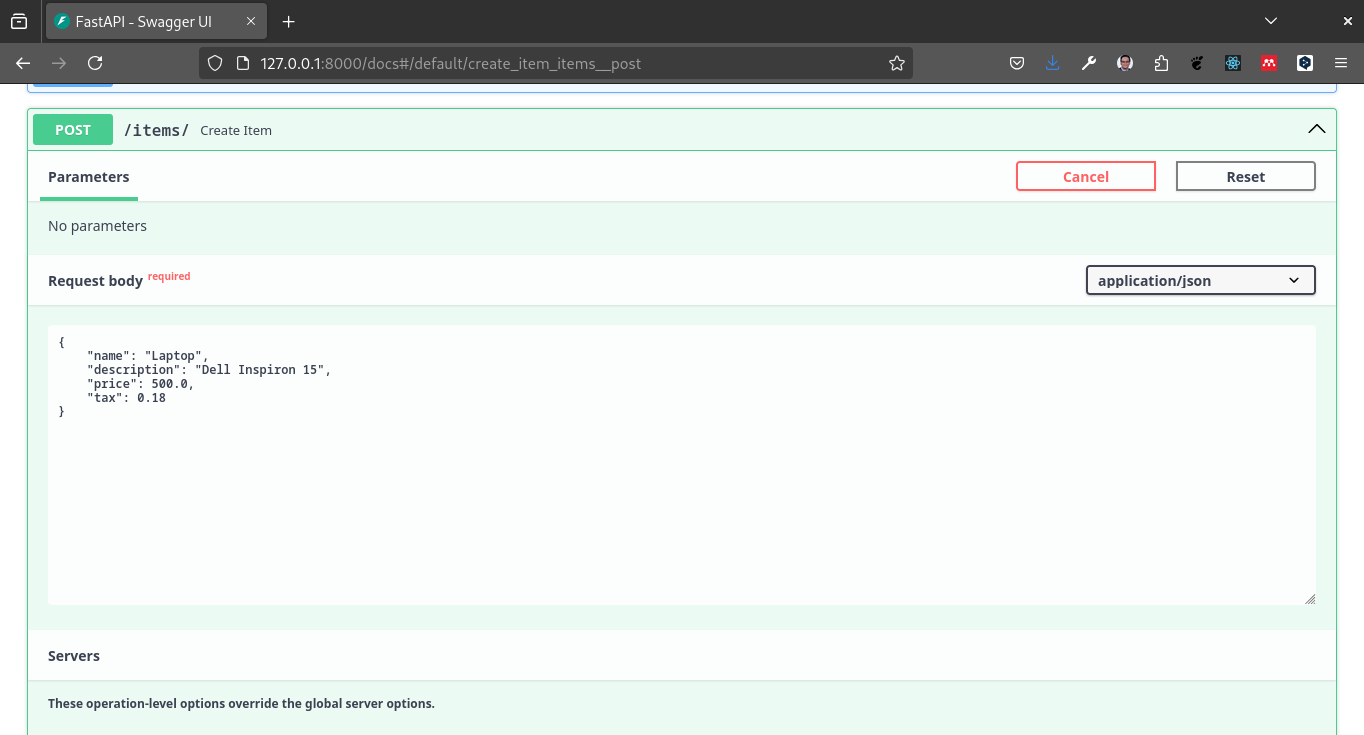 FastAPI - Swagger UI
127.0.0.1:8000/docs#/default/create_item_items__post
POST /items/ Create Item
Parameters Cancel Reset
No parameters
Request body required application/json
{
    "name": "Laptop",
    "description": "Dell Inspiron 15",
    "price": 500.0,
    "tax": 0.18
}
Servers
These operation-level options override the global server options.